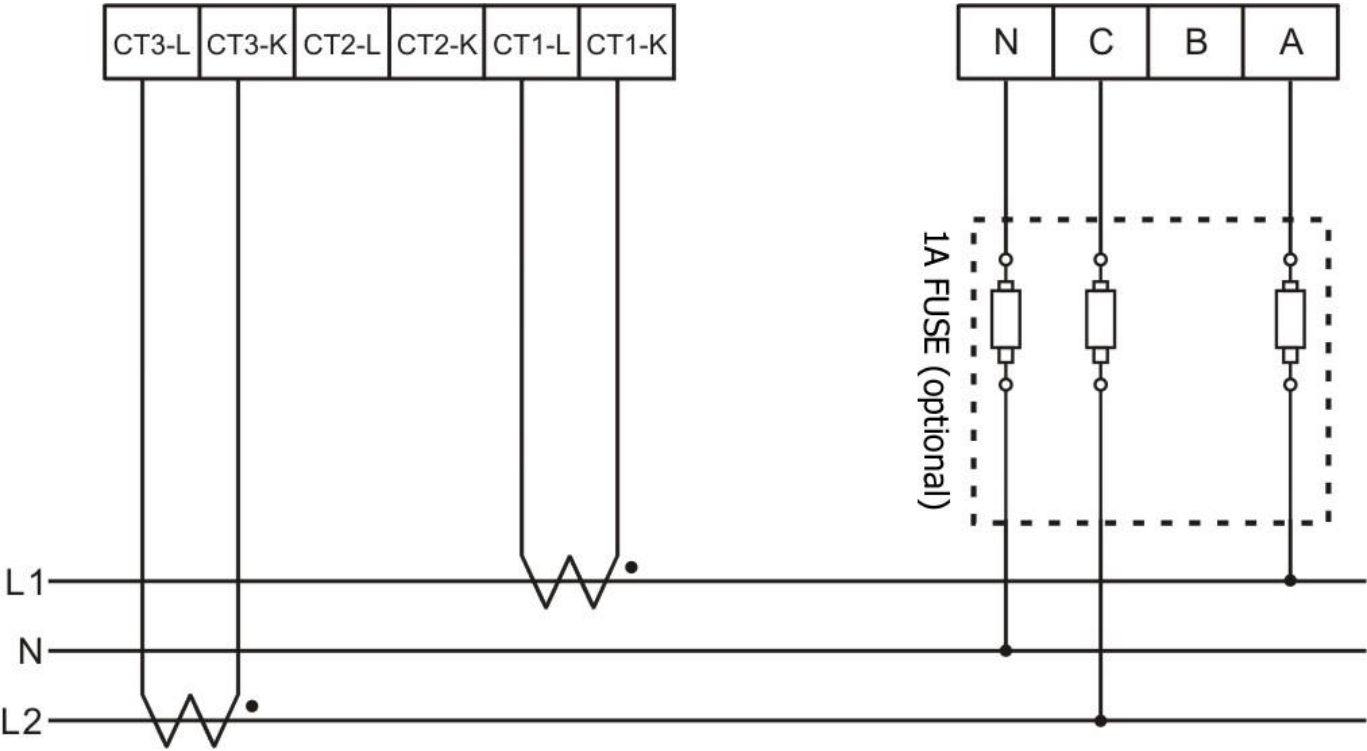 CT3-L CT3-K CT2-L CT2-K CT1-L CT1-K
N C B A
1A FUSE (optional)
L1
N
L2